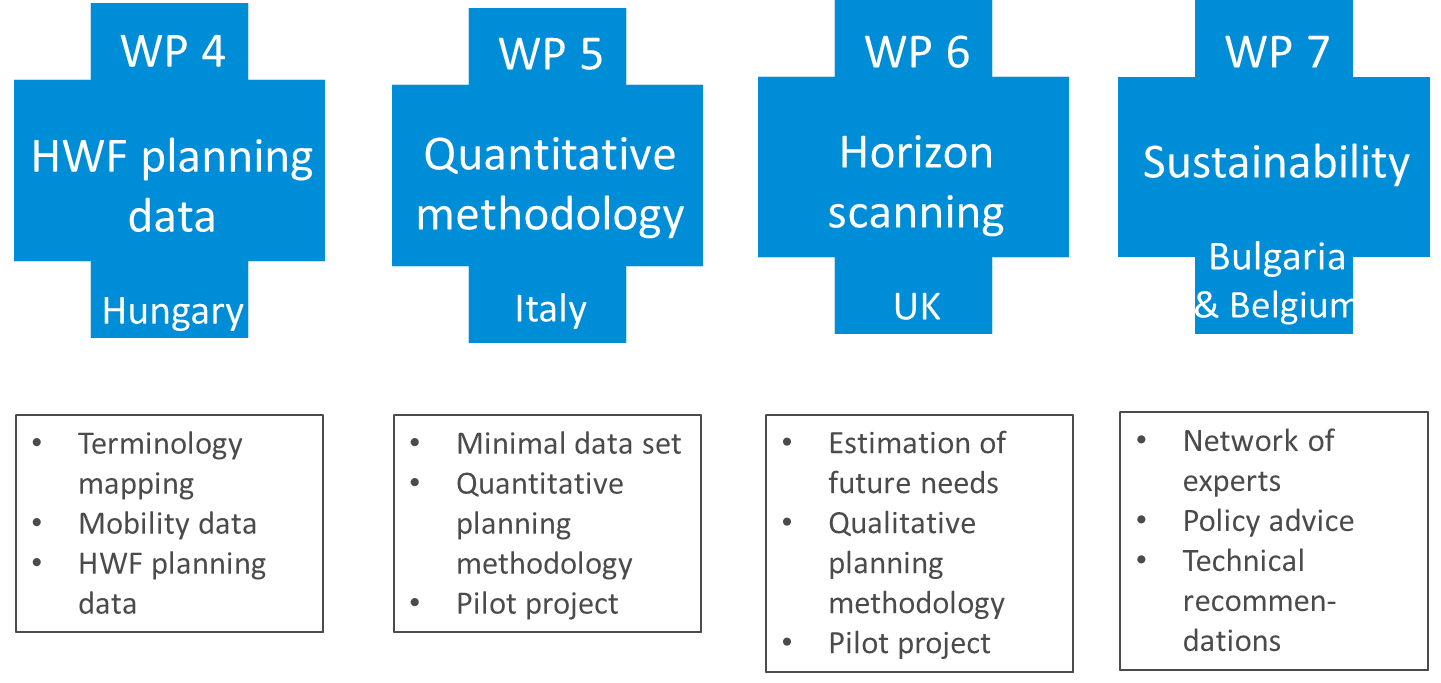 WP 4
HWF planning
data
Hungary
WP 5
Quantitative
methodology
Italy
WP 6
Horizon
scanning
UK
WP 7
Sustainability
Bulgaria
& Belgium
• Terminology
mapping
• Mobility data
• HWF planning
data
• Minimal data set
• Quantitative
planning
methodology
• Pilot project
• Estimation of
future needs
• Qualitative
planning
methodology
• Pilot project
• Network of
experts
• Policy advice
• Technical
recommen-
dations